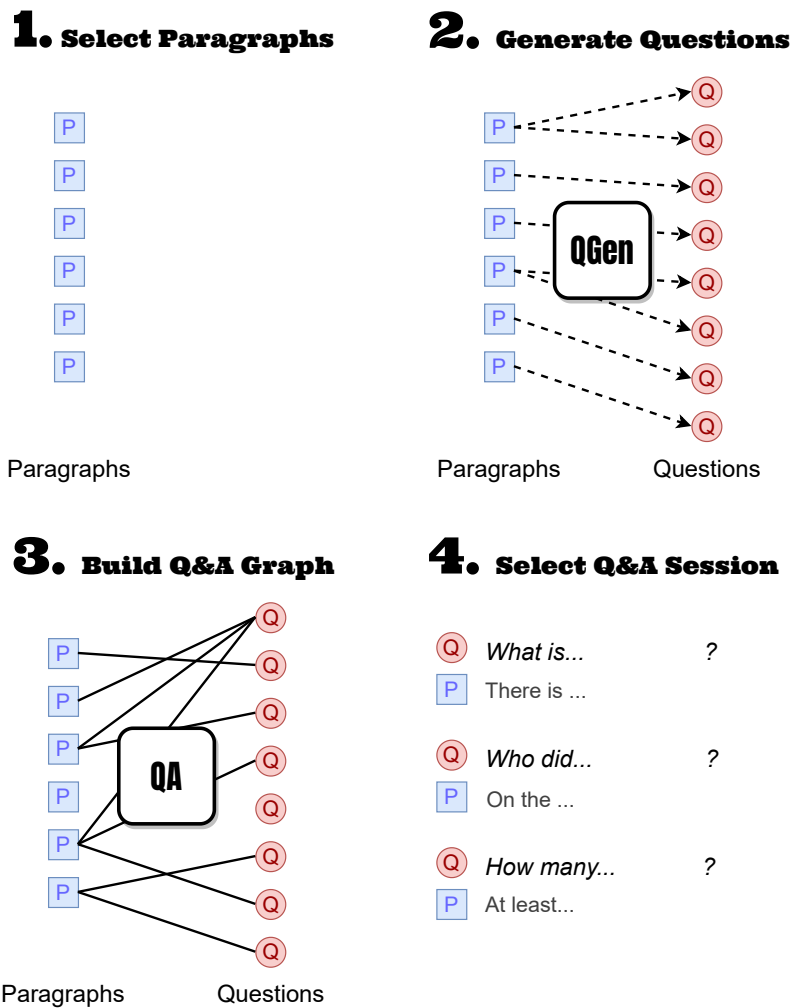 1. Select Paragraphs
P
P
P
P
P
P
Paragraphs
2. Generate Questions
P
P
P
P
P
P
QGen
Q
Q
Q
Q
Q
Q
Q
Q
Paragraphs Questions
3. Build Q&A Graph
P
P
P
P
P
P
QA
Q
Q
Q
Q
Q
Q
Q
Q
Paragraphs Questions
4. Select Q&A Session
Q What is... ?
P There is ...
Q Who did... ?
P On the ...
Q How many... ?
P At least...